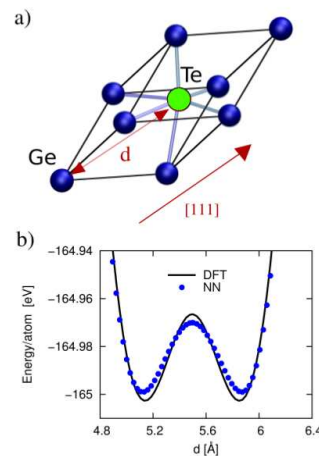 a)
Te
Ge
d
[111]
b)
-164.94
-164.96
-164.98
-165
Energy/atom [eV]
DFT
NN
4.8 5.2 5.6 6 6.4
d [Å]